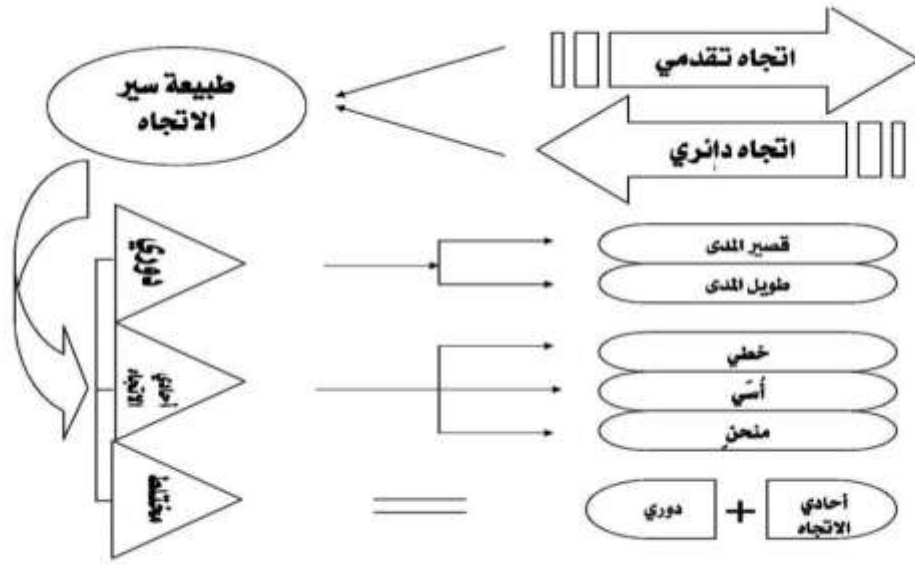 اتجاه تقدمي
طبيعة سير
الاتجاه
اتجاه دائري
دوري
قصير المدى
طويل المدى
أحادي
الاتجاه
خطي
أسّي
منحنٍ
مختلط
أحادي
الاتجاه
+
دوري